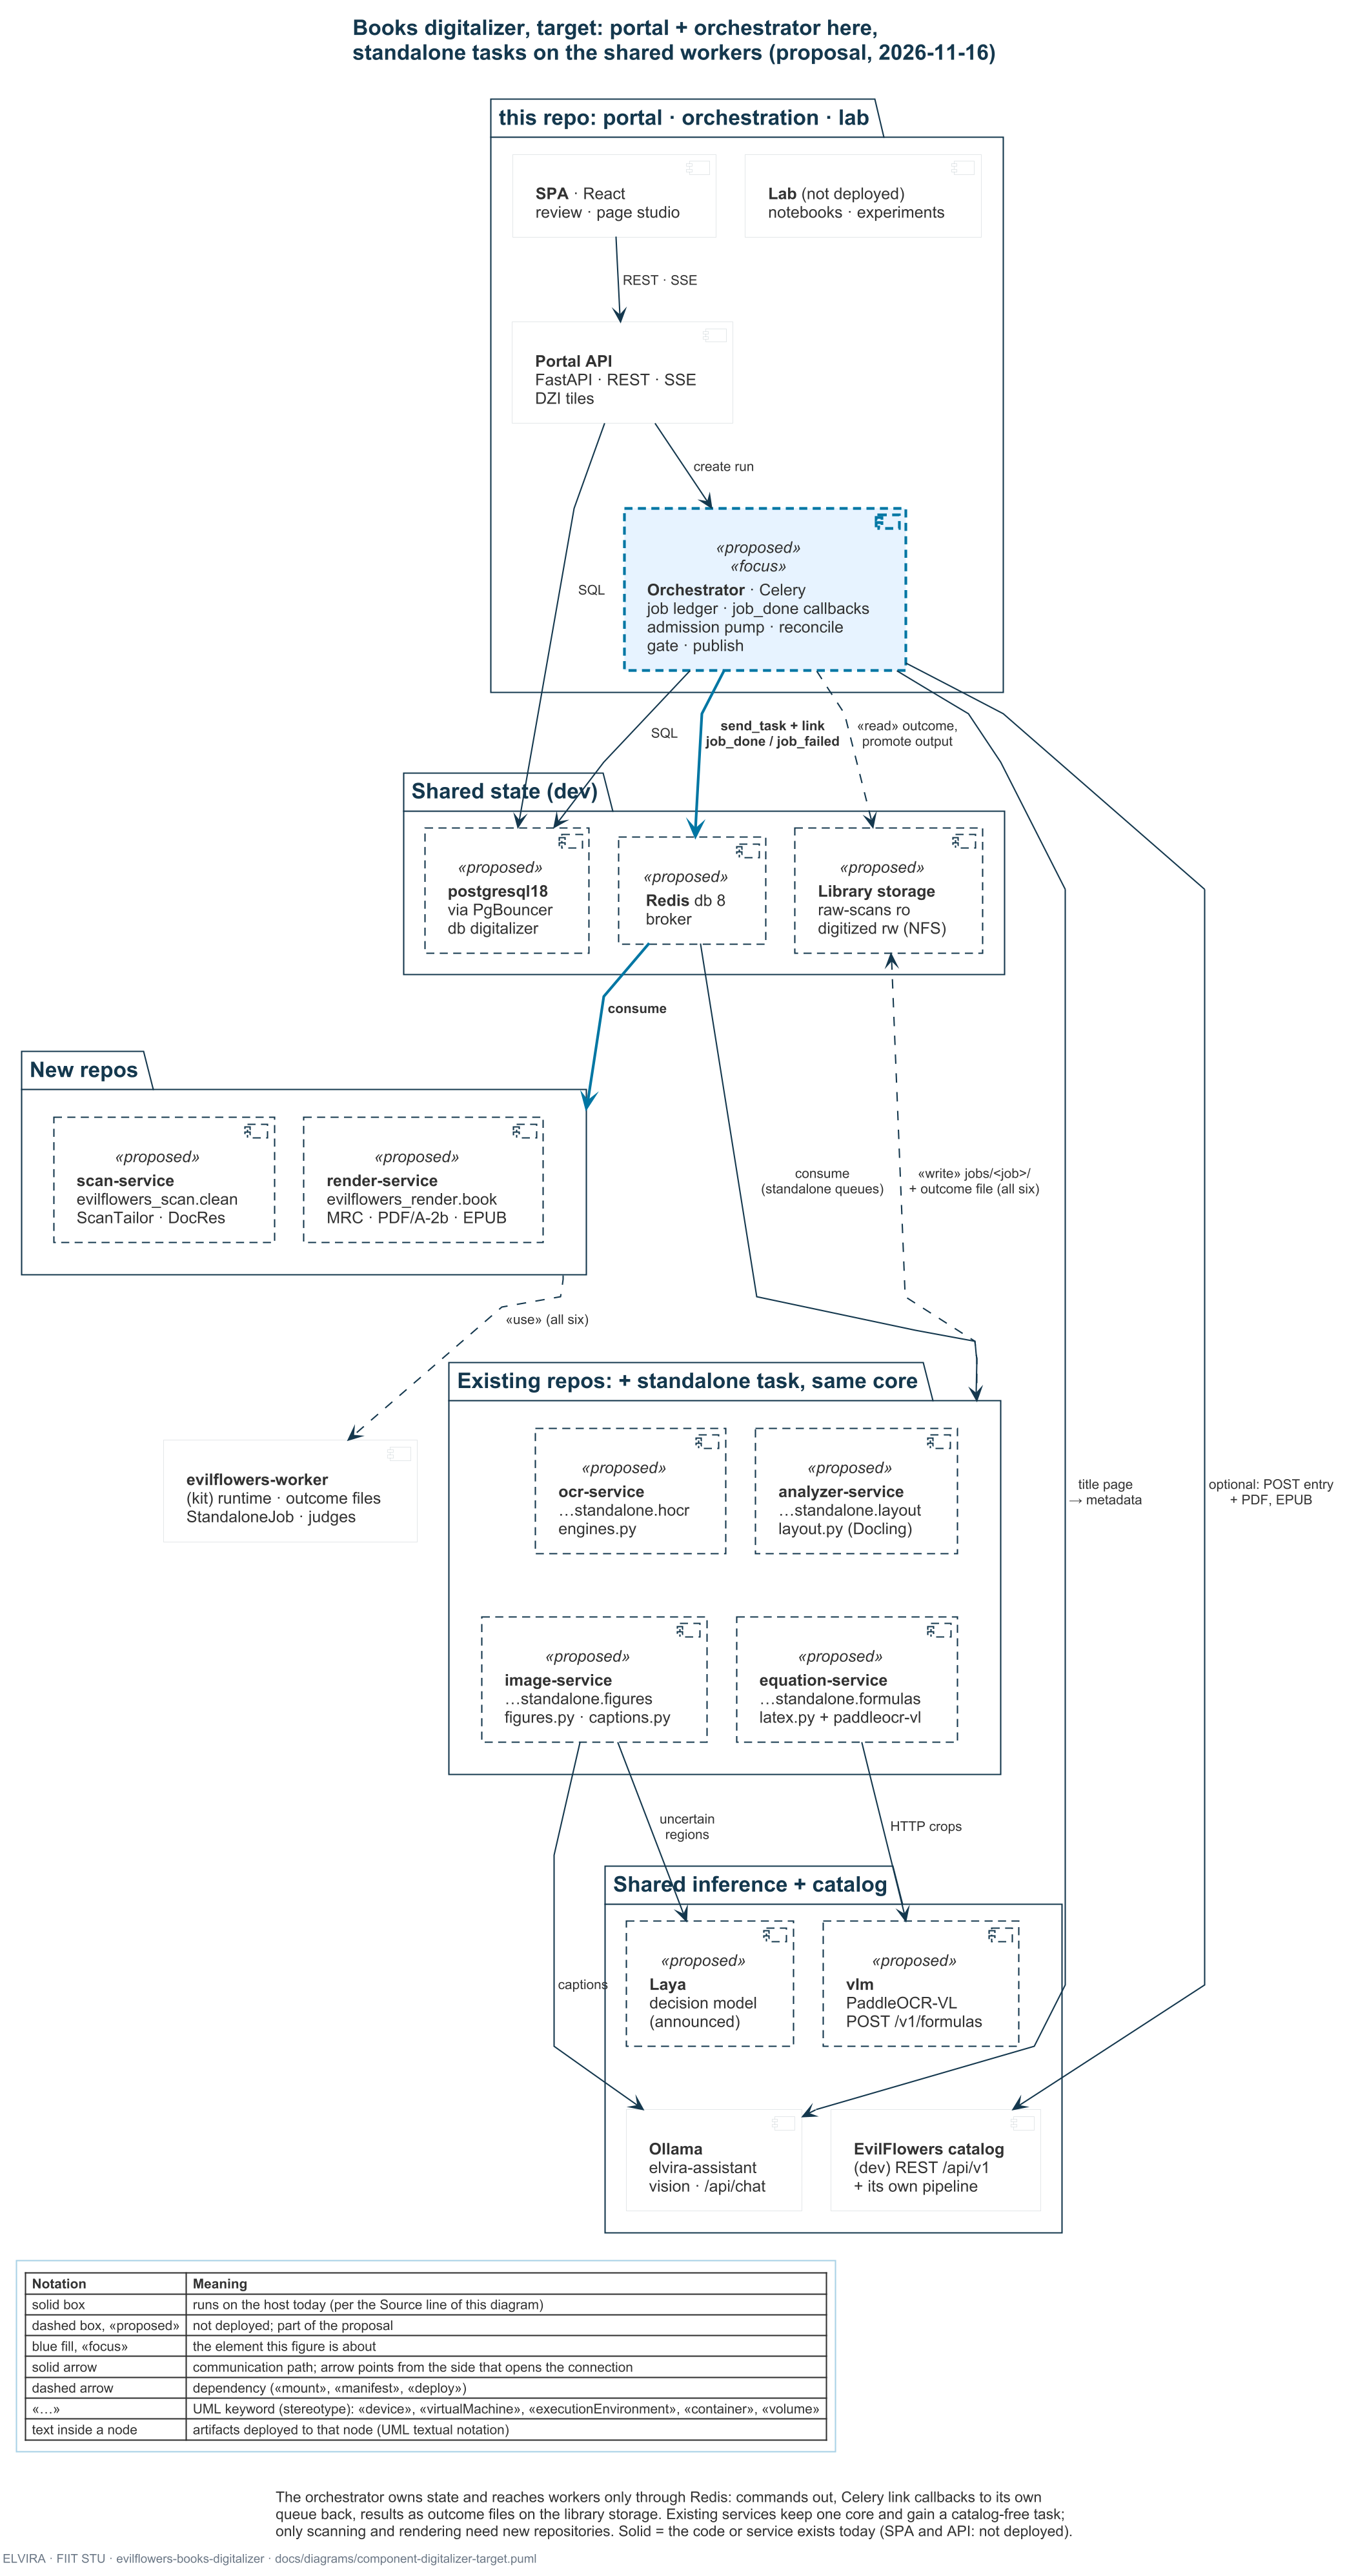 Books digitalizer, target: portal + orchestrator here,
standalone tasks on the shared workers (proposal, 2026-11-16)
this repo: portal · orchestration · lab
SPA · React
review · page studio
Lab (not deployed)
notebooks · experiments
REST · SSE
Portal API
FastAPI · REST · SSE
DZI tiles
create run
SQL
«proposed»
«focus»
Orchestrator · Celery
job ledger · job_done callbacks
admission pump · reconcile
gate · publish
SQL
send_task + link
job_done / job_failed
«read» outcome,
promote output
Shared state (dev)
«proposed»
postgresql18
via PgBouncer
db digitalizer
«proposed»
Redis db 8
broker
«proposed»
Library storage
raw-scans ro
digitized rw (NFS)
consume
New repos
«proposed»
scan-service
evilflowers_scan.clean
ScanTailor · DocRes
«proposed»
render-service
evilflowers_render.book
MRC · PDF/A-2b · EPUB
consume
(standalone queues)
«write» jobs/<job>/
+ outcome file (all six)
«use» (all six)
Existing repos: + standalone task, same core
evilflowers-worker
(kit) runtime · outcome files
StandaloneJob · judges
«proposed»
ocr-service
…standalone.hocr
engines.py
«proposed»
analyzer-service
…standalone.layout
layout.py (Docling)
title page
→ metadata
optional: POST entry
+ PDF, EPUB
«proposed»
image-service
…standalone.figures
figures.py · captions.py
«proposed»
equation-service
…standalone.formulas
latex.py + paddleocr-vl
uncertain
regions
HTTP crops
Shared inference + catalog
captions
«proposed»
Laya
decision model
(announced)
«proposed»
vlm
PaddleOCR-VL
POST /v1/formulas
Ollama
elvira-assistant
vision · /api/chat
EvilFlowers catalog
(dev) REST /api/v1
+ its own pipeline
Notation Meaning
solid box runs on the host today (per the Source line of this diagram)
dashed box, «proposed» not deployed; part of the proposal
blue fill, «focus» the element this figure is about
solid arrow communication path; arrow points from the side that opens the connection
dashed arrow dependency («mount», «manifest», «deploy»)
«…» UML keyword (stereotype): «device», «virtualMachine», «executionEnvironment», «container», «volume»
text inside a node artifacts deployed to that node (UML textual notation)
The orchestrator owns state and reaches workers only through Redis: commands out, Celery link callbacks to its own
queue back, results as outcome files on the library storage. Existing services keep one core and gain a catalog-free task;
only scanning and rendering need new repositories. Solid = the code or service exists today (SPA and API: not deployed).
ELVIRA · FIIT STU · evilflowers-books-digitalizer · docs/diagrams/component-digitalizer-target.puml